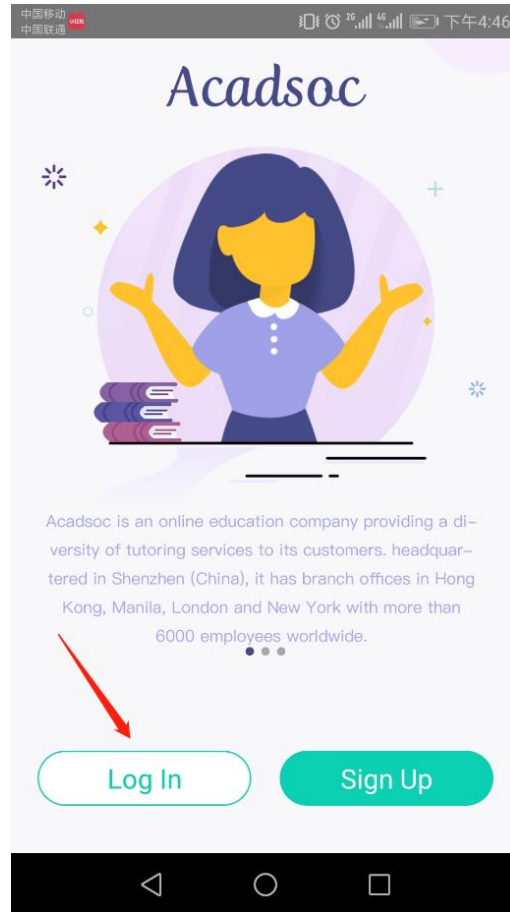 中国移动
中国联通
2G 4G 下午4:46
Acadsoc
Acadsoc is an online education company providing a di–
versity of tutoring services to its customers. headquar–
tered in Shenzhen (China), it has branch offices in Hong
Kong, Manila, London and New York with more than
6000 employees worldwide.
Log In
Sign Up